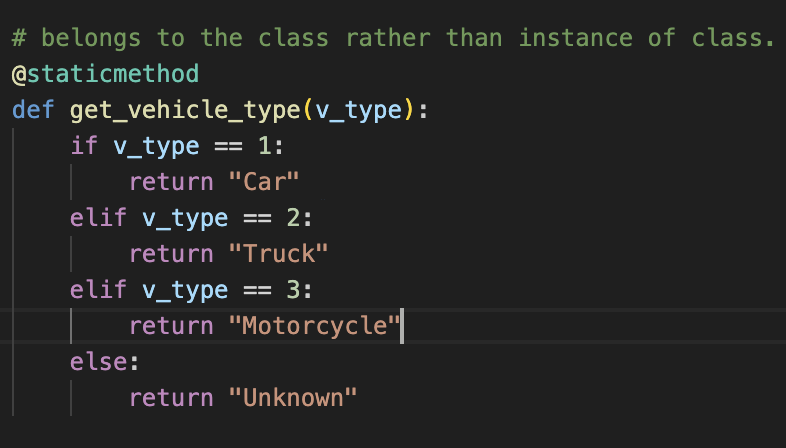 # belongs to the class rather than instance of class.
@staticmethod
def get_vehicle_type(v_type):
    if v_type == 1:
        return "Car"
    elif v_type == 2:
        return "Truck"
    elif v_type == 3:
        return "Motorcycle"
    else:
        return "Unknown"